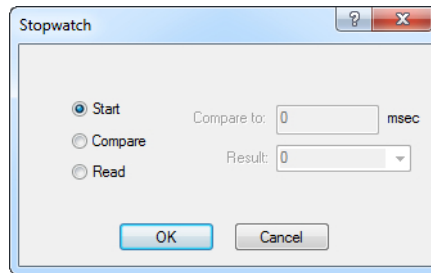 Stopwatch
Start
Compare
Read
Compare to: 0 msec
Result: 0
OK Cancel